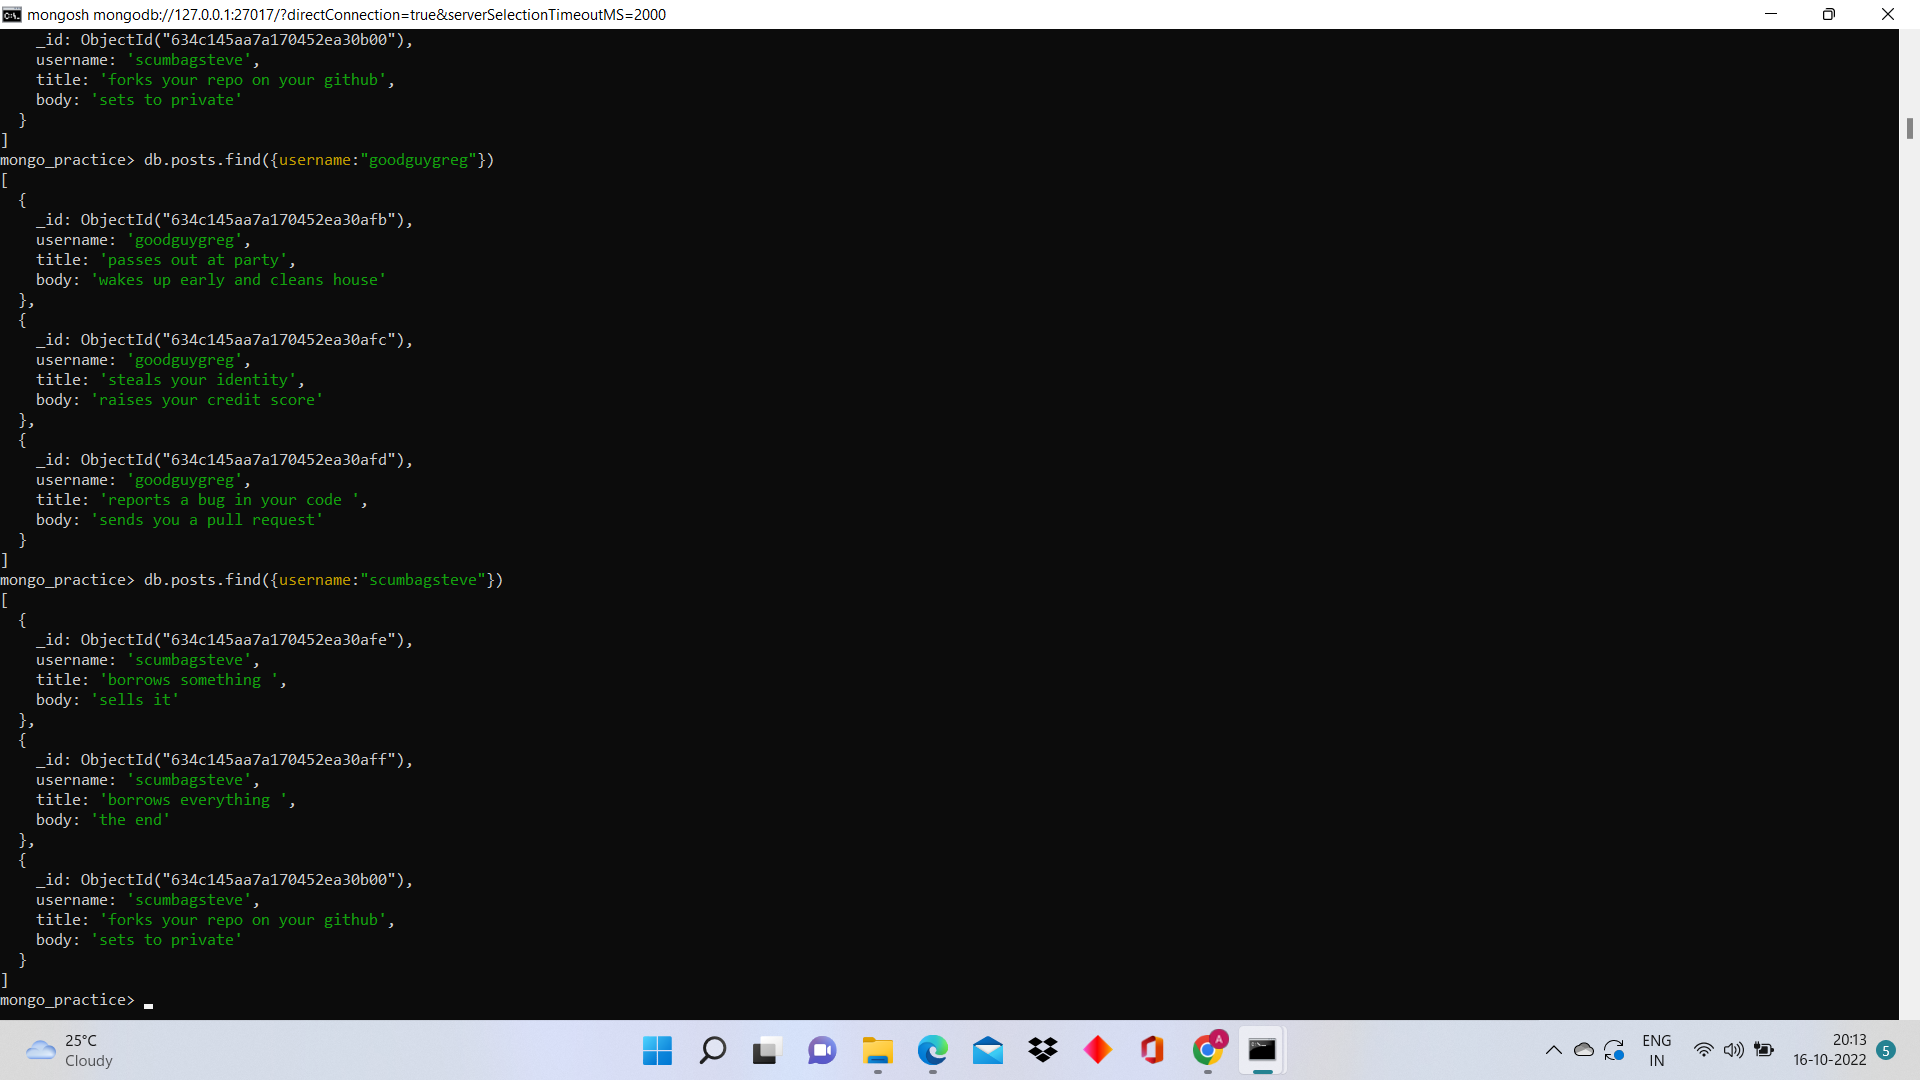 mongosh mongodb://127.0.0.1:27017/?directConnection=true&serverSelectionTimeoutMS=2000
    _id: ObjectId("634c145aa7a170452ea30b00"),
    username: 'scumbagsteve',
    title: 'forks your repo on your github',
    body: 'sets to private'
  }
]
mongo_practice> db.posts.find({username:"goodguygreg"})
[
  {
    _id: ObjectId("634c145aa7a170452ea30afb"),
    username: 'goodguygreg',
    title: 'passes out at party',
    body: 'wakes up early and cleans house'
  },
  {
    _id: ObjectId("634c145aa7a170452ea30afc"),
    username: 'goodguygreg',
    title: 'steals your identity',
    body: 'raises your credit score'
  },
  {
    _id: ObjectId("634c145aa7a170452ea30afd"),
    username: 'goodguygreg',
    title: 'reports a bug in your code ',
    body: 'sends you a pull request'
  }
]
mongo_practice> db.posts.find({username:"scumbagsteve"})
[
  {
    _id: ObjectId("634c145aa7a170452ea30afe"),
    username: 'scumbagsteve',
    title: 'borrows something ',
    body: 'sells it'
  },
  {
    _id: ObjectId("634c145aa7a170452ea30aff"),
    username: 'scumbagsteve',
    title: 'borrows everything ',
    body: 'the end'
  },
  {
    _id: ObjectId("634c145aa7a170452ea30b00"),
    username: 'scumbagsteve',
    title: 'forks your repo on your github',
    body: 'sets to private'
  }
]
mongo_practice>
25°C
Cloudy
A
ENG
IN
20:13
16-10-2022
5